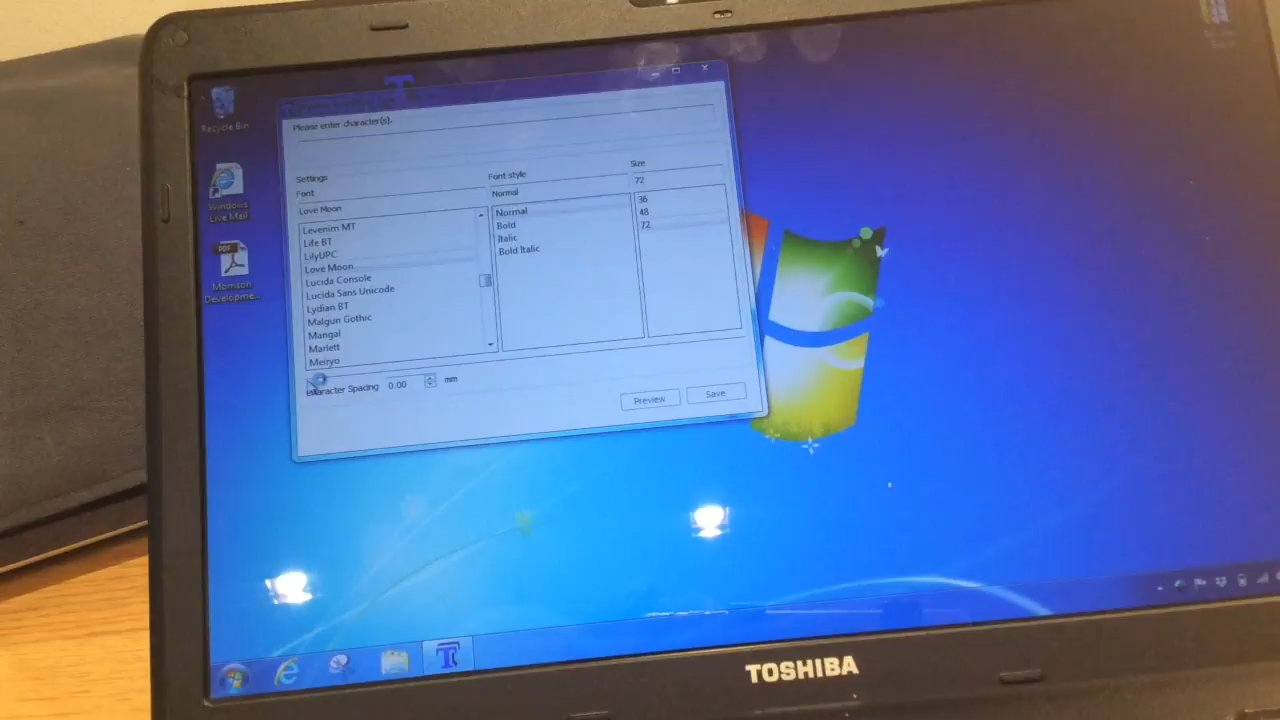 Recycle Bin
Windows
Live Mail
PDF
Morrison
Developme...
Please enter character(s).
Settings
Font
Love Moon
Levenim MT
Life BT
LilyUPC
Love Moon
Lucida Console
Lucida Sans Unicode
Lydian BT
Malgun Gothic
Mangal
Marlett
Meiryo
Font style
Normal
Normal
Bold
Italic
Bold Italic
Size
72
36
48
72
Character Spacing 0.00 mm
Preview
Save
TOSHIBA